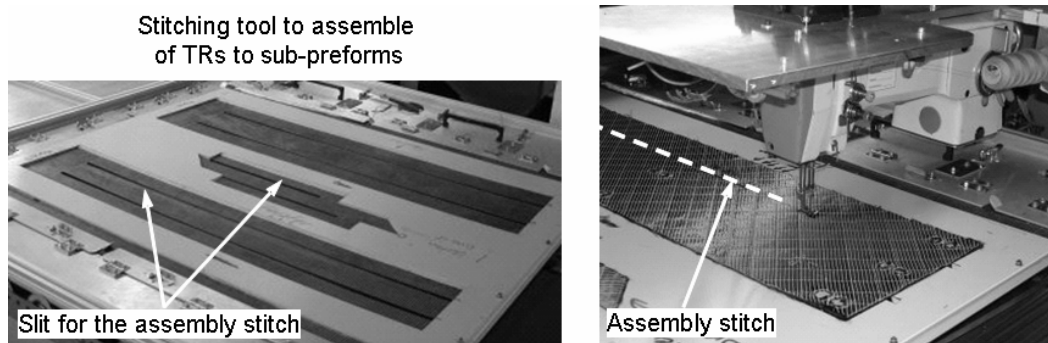 Stitching tool to assemble
of TRs to sub-preforms
Slit for the assembly stitch
Assembly stitch